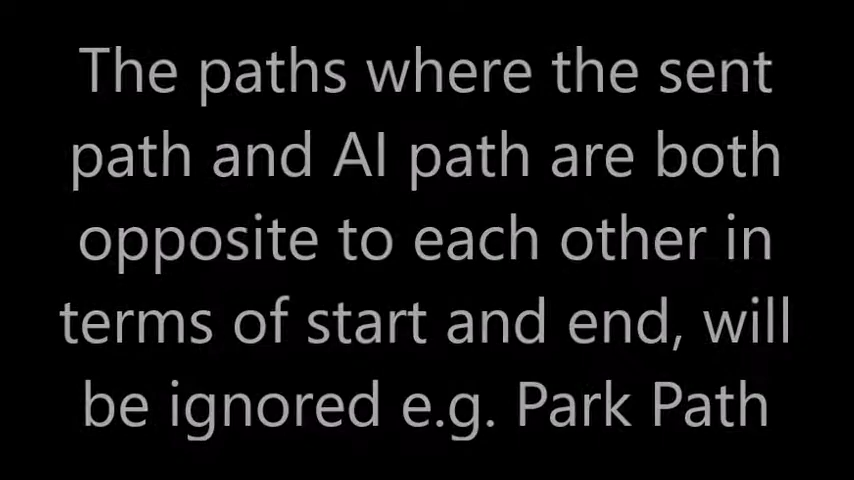 The paths where the sent
path and AI path are both
opposite to each other in
terms of start and end, will
be ignored e.g. Park Path